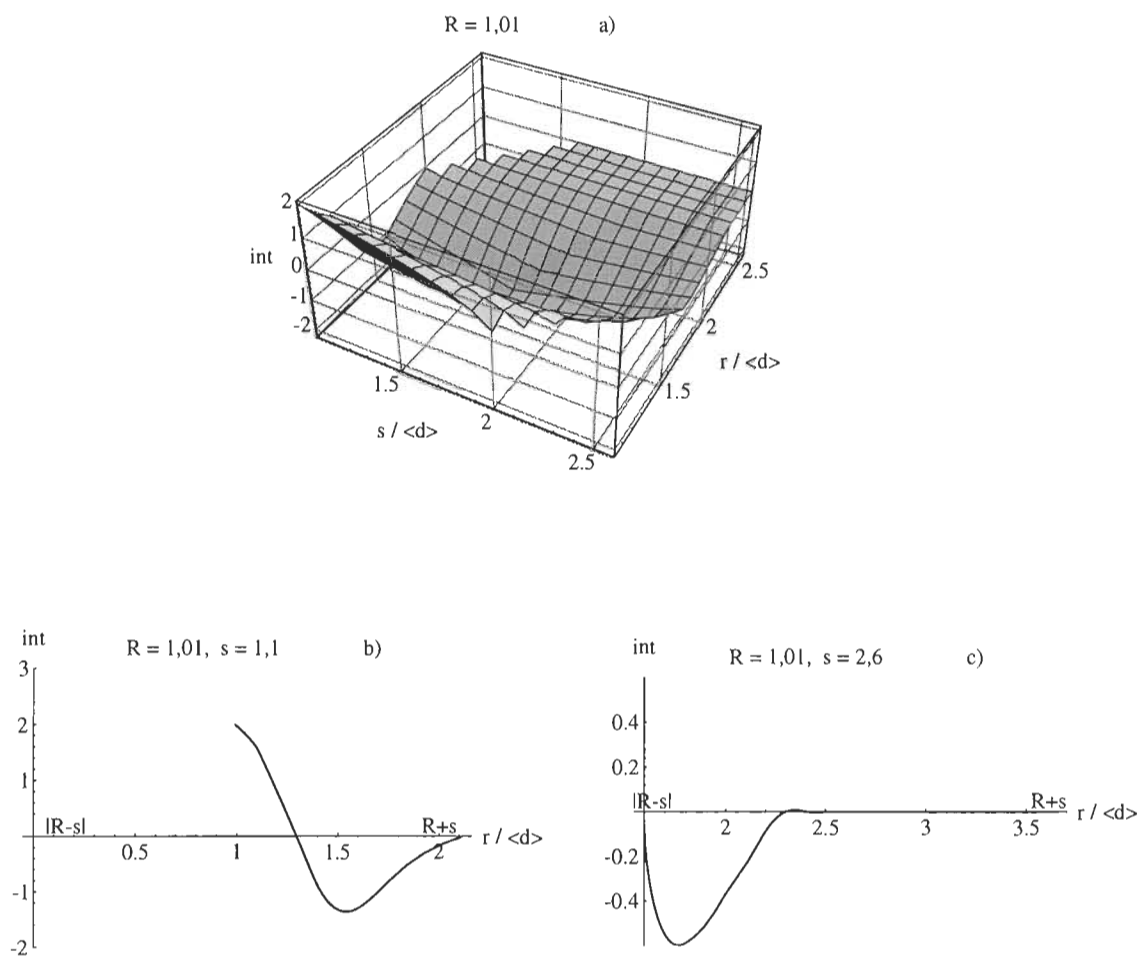 R = 1,01 a)
2
1
int 0
-1
-2
2.5
2
r / <d>
1.5
1.5
s / <d>
2
2.5
int
R = 1,01, s = 1,1 b)
3
2
1
|R-s| R+s r / <d>
0.5 1 1.5 2
-1
-2
int
R = 1,01, s = 2,6 c)
0.4
0.2
|R-s| R+s r / <d>
2 2.5 3 3.5
-0.2
-0.4